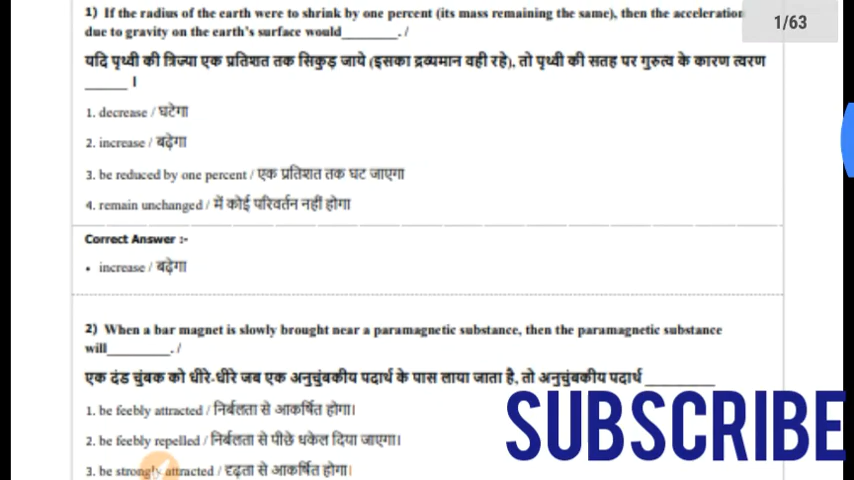 1) If the radius of the earth were to shrink by one percent (its mass remaining the same), then the acceleration
1/63
due to gravity on the earth's surface would________. /
यदि पृथ्वी की त्रिज्या एक प्रतिशत तक सिकुड़ जाये (इसका द्रव्यमान वही रहे), तो पृथ्वी की सतह पर गुरुत्व के कारण त्वरण
______ ।
1. decrease / घटेगा
2. increase / बढ़ेगा
3. be reduced by one percent / एक प्रतिशत तक घट जाएगा
4. remain unchanged / में कोई परिवर्तन नहीं होगा
Correct Answer :-
• increase / बढ़ेगा
2) When a bar magnet is slowly brought near a paramagnetic substance, then the paramagnetic substance
will_________. /
एक दंड चुंबक को धीरे-धीरे जब एक अनुचुंबकीय पदार्थ के पास लाया जाता है, तो अनुचुंबकीय पदार्थ __________
1. be feebly attracted / निर्बलता से आकर्षित होगा।
2. be feebly repelled / निर्बलता से पीछे धकेल दिया जाएगा।
3. be strongly attracted / दृढ़ता से आकर्षित होगा।
SUBSCRIBE